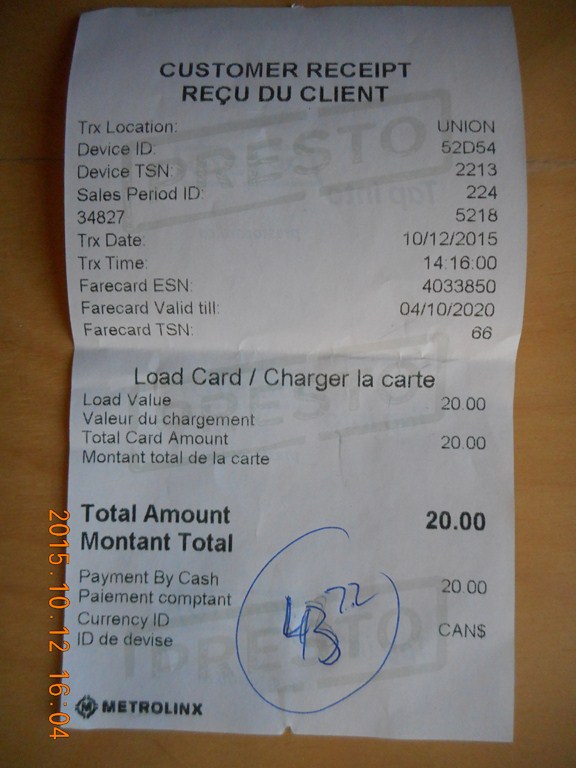 CUSTOMER RECEIPT
REÇU DU CLIENT
Trx Location: UNION
Device ID: 52D54
Device TSN: 2213
Sales Period ID: 224
34827 5218
Trx Date: 10/12/2015
Trx Time: 14:16:00
Farecard ESN: 4033850
Farecard Valid till: 04/10/2020
Farecard TSN: 66
Load Card / Charger la carte
Load Value 20.00
Valeur du chargement
Total Card Amount 20.00
Montant total de la carte
Total Amount 20.00
Montant Total
Payment By Cash 20.00
Paiement comptant
Currency ID CAN$
ID de devise
43 22
METROLINX
PRESTO
PRESTO
PRESTO
2015.10.12 16:04